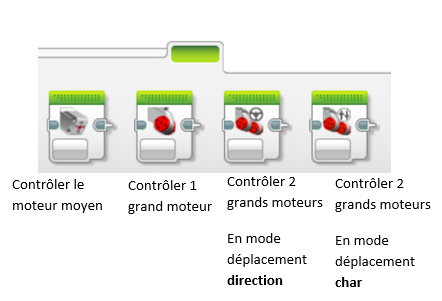 Contrôler le
moteur moyen
Contrôler 1
grand moteur
Contrôler 2
grands moteurs
En mode
déplacement
direction
Contrôler 2
grands moteurs
En mode
déplacement
char